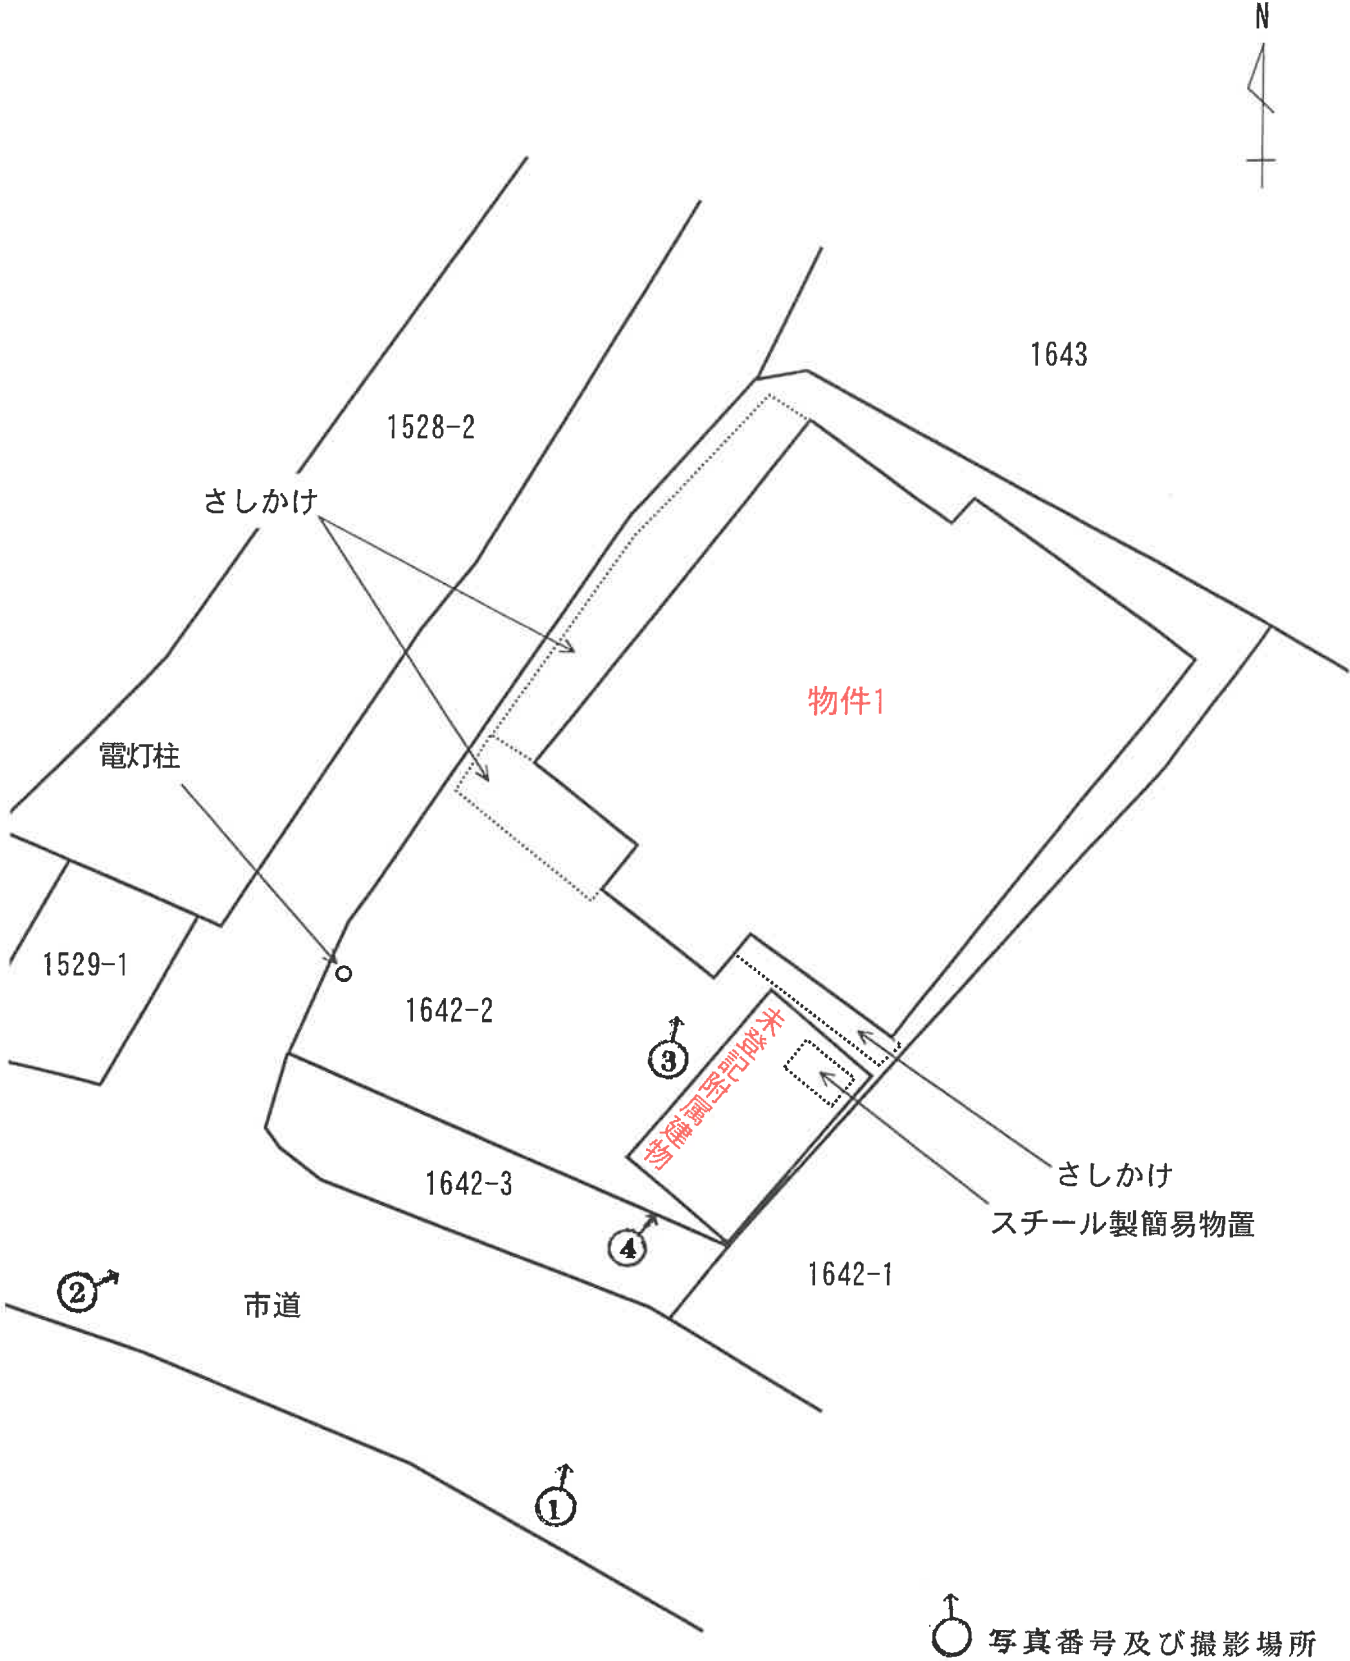 N
1643
1528-2
さしかけ
物件1
電灯柱
1529-1
1642-2
③
未登記附属建物
さしかけ
1642-3
スチール製簡易物置
④
1642-1
②
市道
①
写真番号及び撮影場所